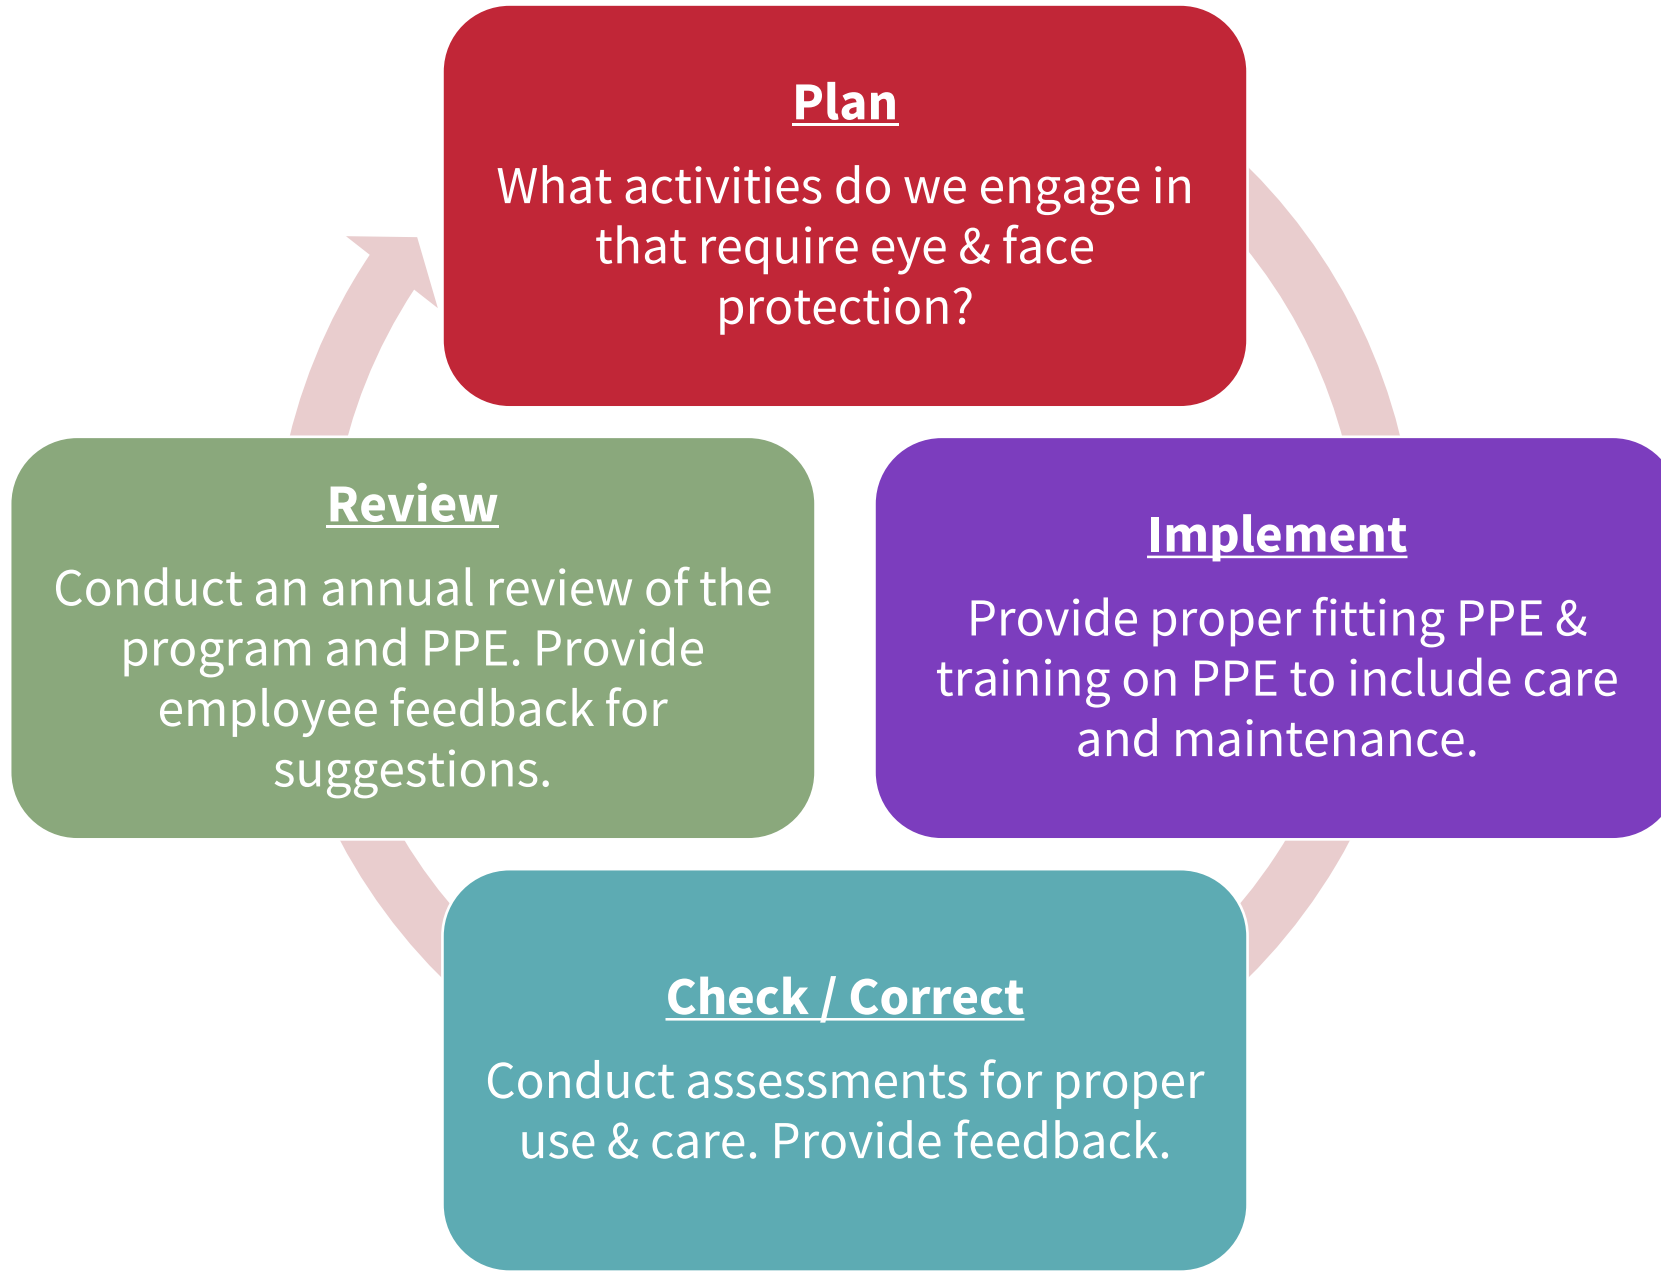 Plan
What activities do we engage in
that require eye & face
protection?
Implement
Provide proper fitting PPE &
training on PPE to include care
and maintenance.
Check / Correct
Conduct assessments for proper
use & care. Provide feedback.
Review
Conduct an annual review of the
program and PPE. Provide
employee feedback for
suggestions.